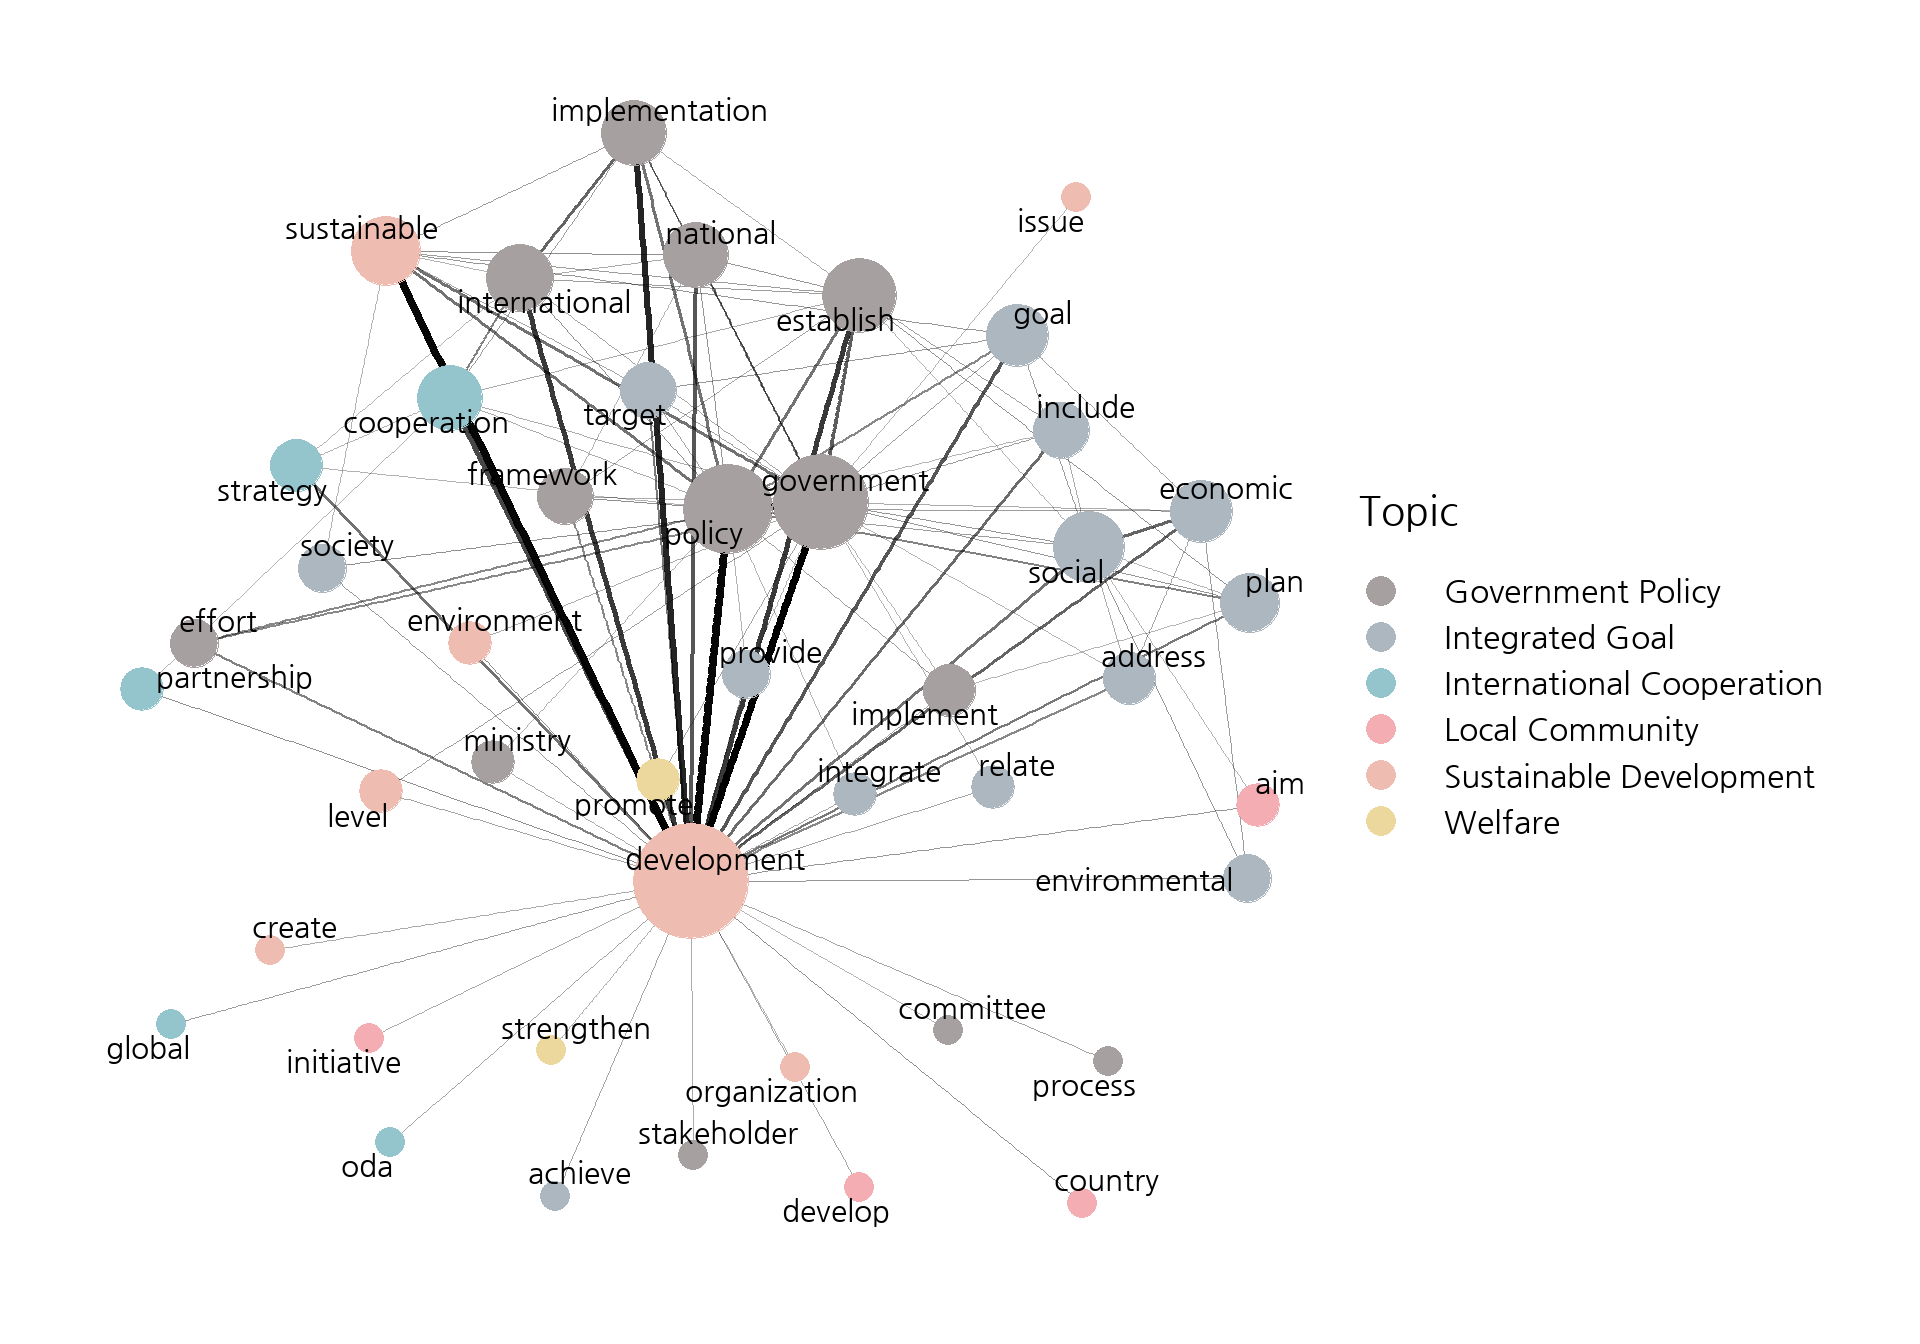 implementation
sustainable
national
issue
international
establish
goal
cooperation
target
include
strategy
framework
government
economic
policy
society
social
plan
effort
environment
provide
address
partnership
implement
ministry
integrate
relate
aim
level
promote
development
environmental
create
global
initiative
strengthen
committee
organization
process
stakeholder
oda
achieve
develop
country
Topic
Government Policy
Integrated Goal
International Cooperation
Local Community
Sustainable Development
Welfare